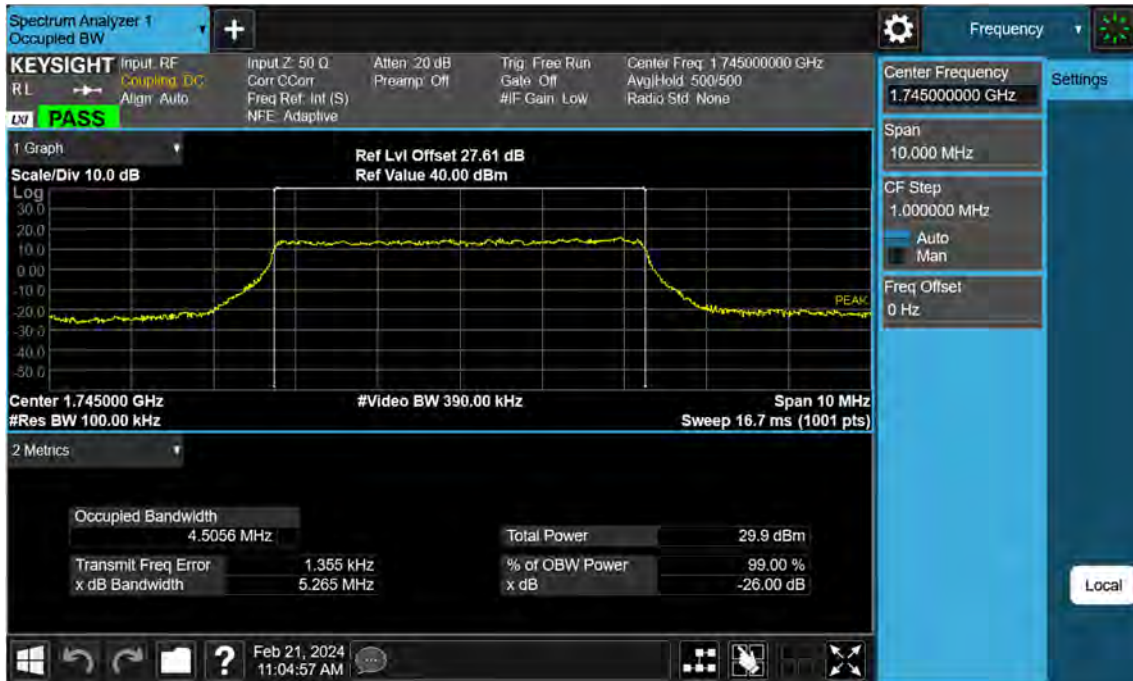 Spectrum Analyzer 1
Occupied BW
+
Frequency
KEYSIGHT Input: RF Input Z: 50 Ω Atten: 20 dB Trig: Free Run Center Freq: 1.745000000 GHz
RL Coupling: DC Corr CCorr Preamp: Off Gate: Off Avg|Hold: 500/500
Align: Auto Freq Ref: Int (S) #IF Gain: Low Radio Std: None
NFE: Adaptive
LXI PASS
1 Graph
Ref Lvl Offset 27.61 dB
Scale/Div 10.0 dB Ref Value 40.00 dBm
Log
30.0
20.0
10.0
0.00
-10.0
-20.0
-30.0
-40.0
-50.0
PEAK
Center 1.745000 GHz #Video BW 390.00 kHz Span 10 MHz
#Res BW 100.00 kHz Sweep 16.7 ms (1001 pts)
2 Metrics
Occupied Bandwidth
4.5056 MHz
Total Power 29.9 dBm
Transmit Freq Error 1.355 kHz % of OBW Power 99.00 %
x dB Bandwidth 5.265 MHz x dB -26.00 dB
Center Frequency
1.745000000 GHz
Settings
Span
10.000 MHz
CF Step
1.000000 MHz
Auto
Man
Freq Offset
0 Hz
Local
?
Feb 21, 2024
11:04:57 AM